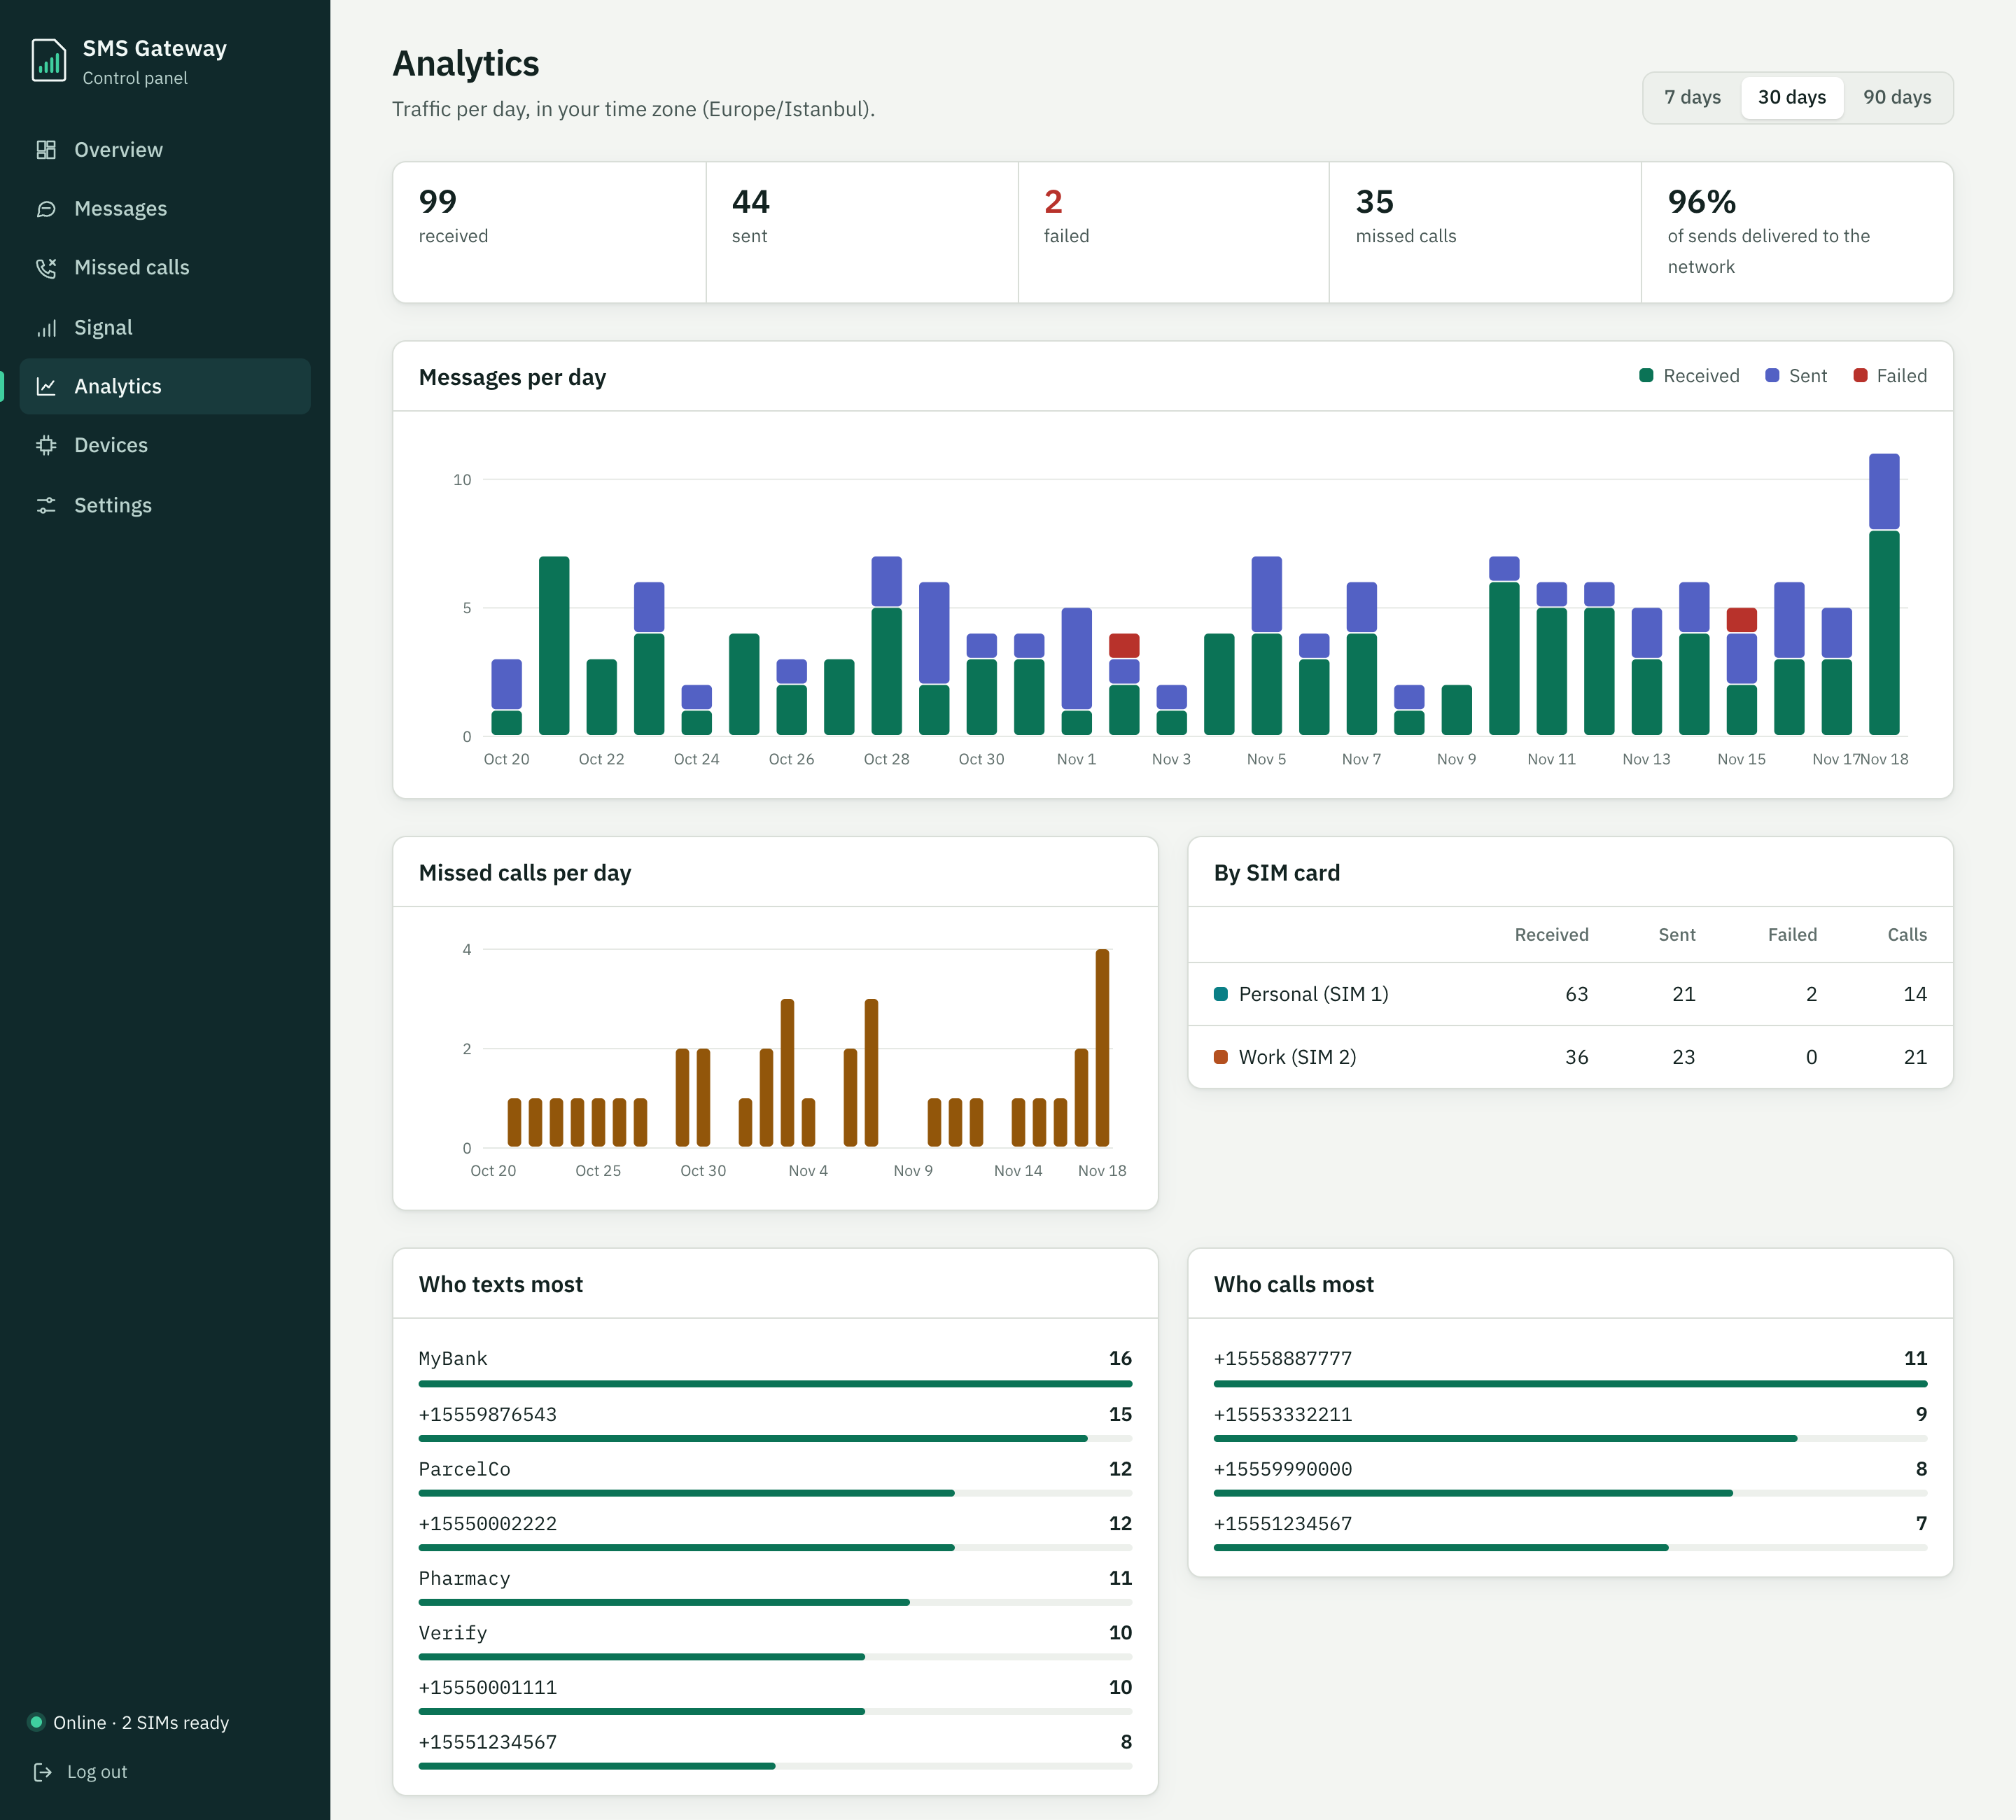 SMS Gateway
Control panel
Overview
Messages
Missed calls
Signal
Analytics
Devices
Settings
Online · 2 SIMs ready
Log out
Analytics
Traffic per day, in your time zone (Europe/Istanbul).
7 days 30 days 90 days
99
received
44
sent
2
failed
35
missed calls
96%
of sends delivered to the
network
Messages per day
Received Sent Failed
10
5
0
Oct 20 Oct 22 Oct 24 Oct 26 Oct 28 Oct 30 Nov 1 Nov 3 Nov 5 Nov 7 Nov 9 Nov 11 Nov 13 Nov 15 Nov 17 Nov 18
Missed calls per day
4
2
0
Oct 20 Oct 25 Oct 30 Nov 4 Nov 9 Nov 14 Nov 18
By SIM card
Received Sent Failed Calls
Personal (SIM 1) 63 21 2 14
Work (SIM 2) 36 23 0 21
Who texts most
MyBank 16
+15559876543 15
ParcelCo 12
+15550002222 12
Pharmacy 11
Verify 10
+15550001111 10
+15551234567 8
Who calls most
+15558887777 11
+15553332211 9
+15559990000 8
+15551234567 7